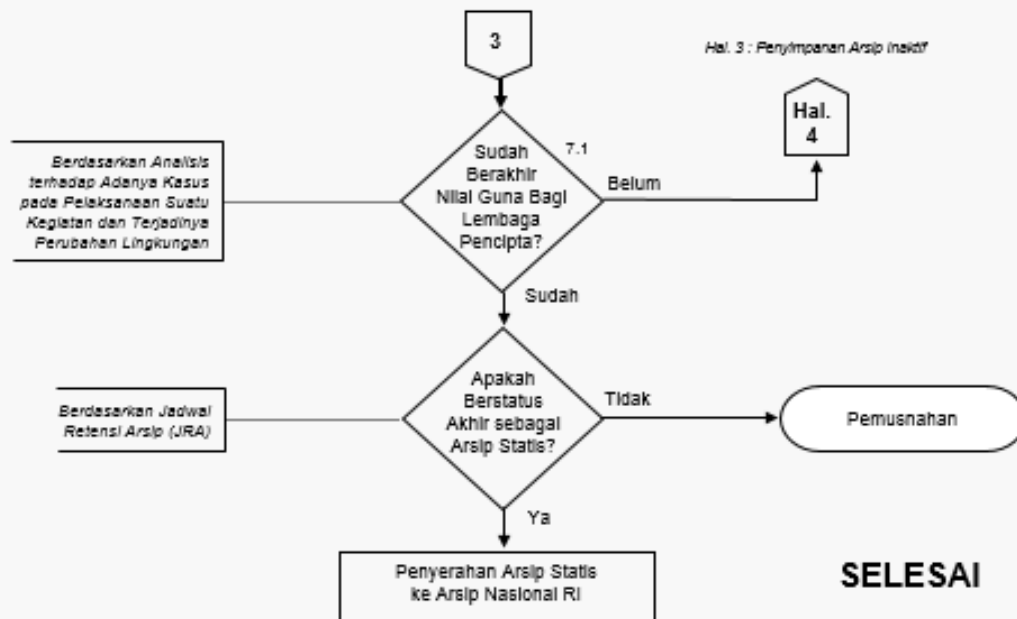 3
Hal. 3 : Penyimpanan Arsip Inaktif
Hal.
4
Berdasarkan Analisis
terhadap Adanya Kasus
pada Pelaksanaan Suatu
Kegiatan dan Terjadinya
Perubahan Lingkungan
Sudah
Berakhir
Nilai Guna Bagi
Lembaga
Pencipta?
7.1
Belum
Sudah
Berdasarkan Jadwal
Retensi Arsip (JRA)
Apakah
Berstatus
Akhir sebagai
Arsip Statis?
Tidak
Pemusnahan
Ya
Penyerahan Arsip Statis
ke Arsip Nasional RI
SELESAI